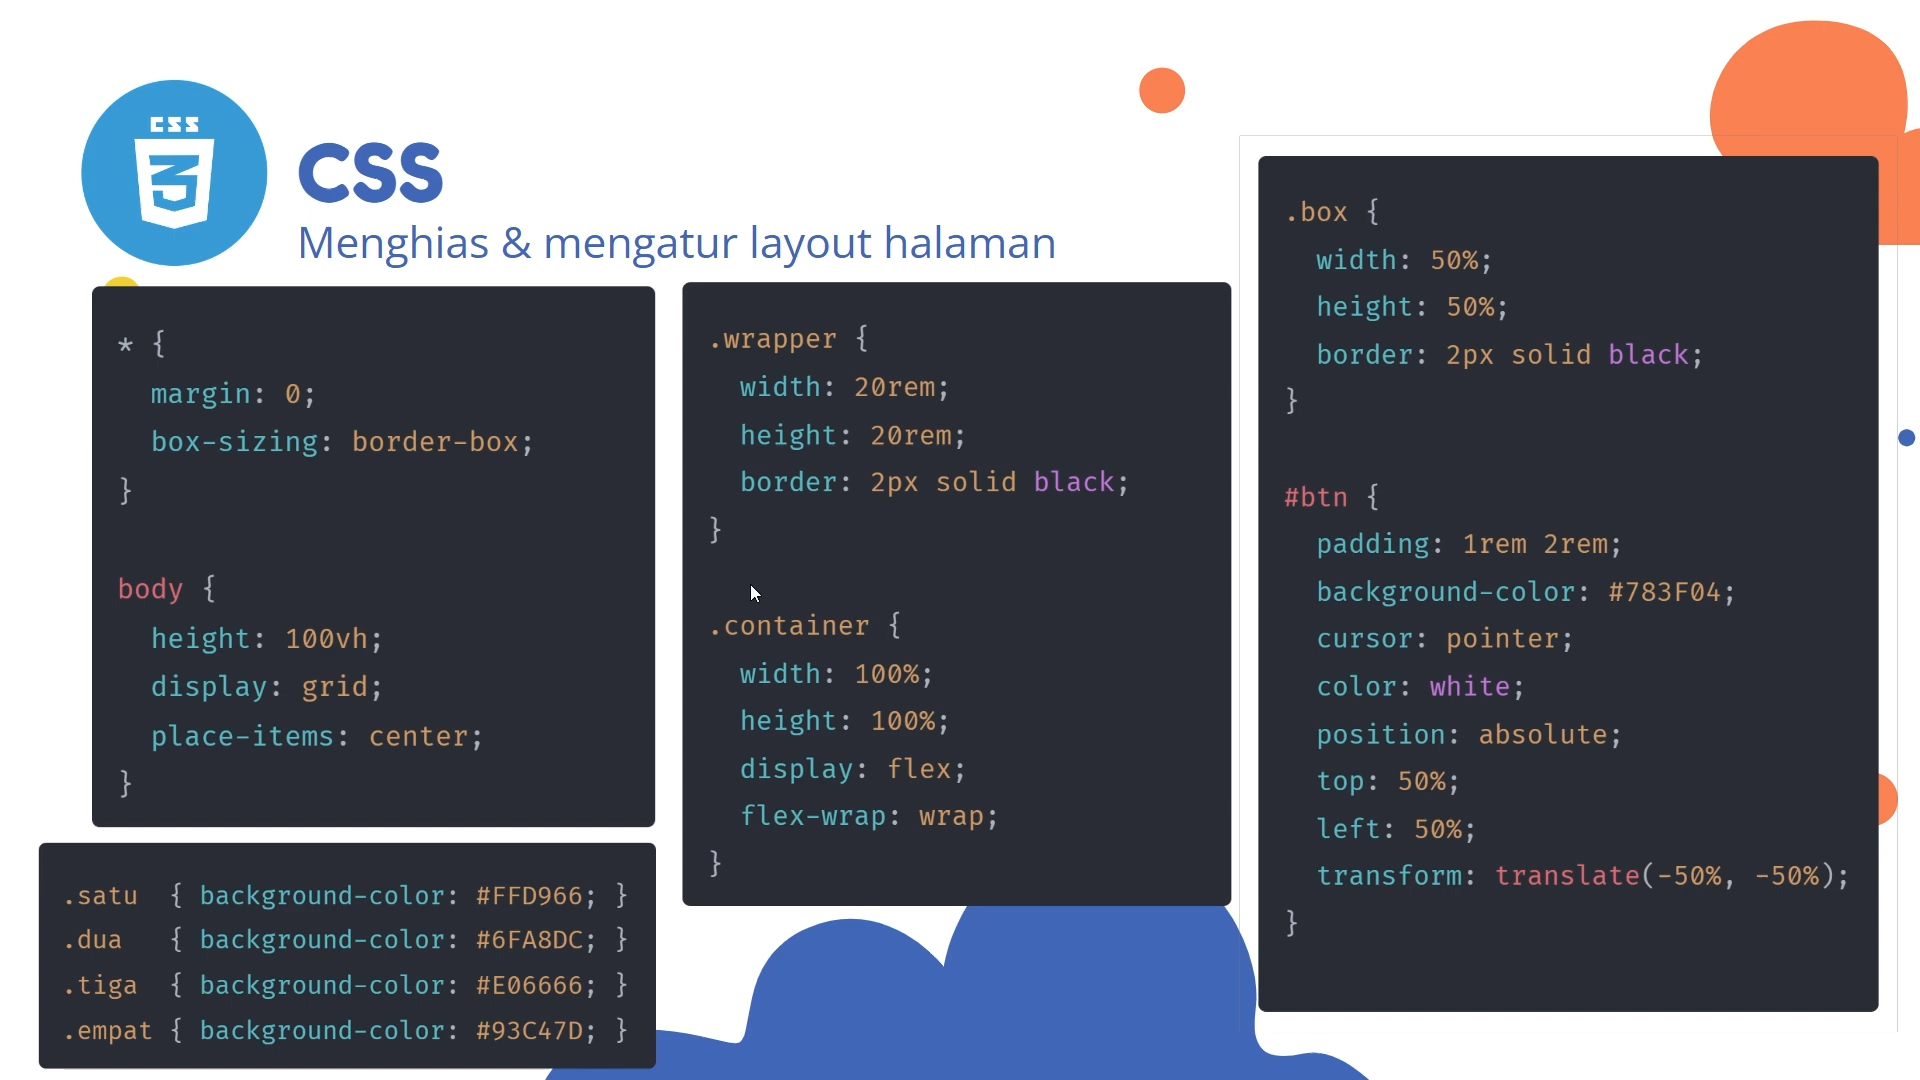 CSS
CSS
Menghias & mengatur layout halaman
* {
  margin: 0;
  box-sizing: border-box;
}
body {
  height: 100vh;
  display: grid;
  place-items: center;
}
.satu  { background-color: #FFD966; }
.dua   { background-color: #6FA8DC; }
.tiga  { background-color: #E06666; }
.empat { background-color: #93C47D; }
.wrapper {
  width: 20rem;
  height: 20rem;
  border: 2px solid black;
}
.container {
  width: 100%;
  height: 100%;
  display: flex;
  flex-wrap: wrap;
}
.box {
  width: 50%;
  height: 50%;
  border: 2px solid black;
}
#btn {
  padding: 1rem 2rem;
  background-color: #783F04;
  cursor: pointer;
  color: white;
  position: absolute;
  top: 50%;
  left: 50%;
  transform: translate(-50%, -50%);
}